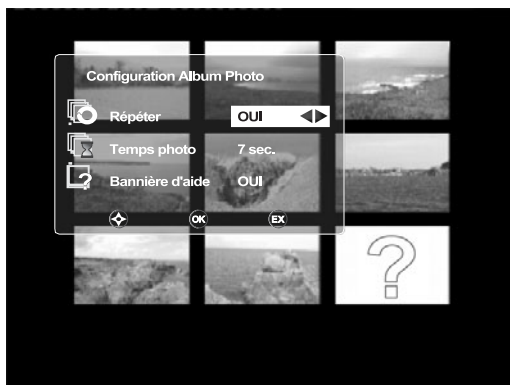 Configuration Album Photo
Répéter OUI
Temps photo 7 sec.
Bannière d'aide OUI
OK EX
?